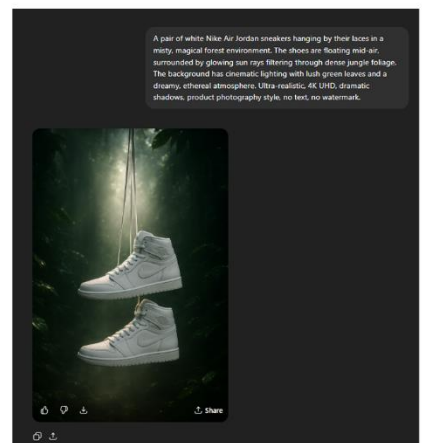 A pair of white Nike Air Jordan sneakers hanging by their laces in a
misty, magical forest environment. The shoes are floating mid-air,
surrounded by glowing sun rays filtering through dense jungle foliage.
The background has cinematic lighting with lush green leaves and a
dreamy, ethereal atmosphere. Ultra-realistic, 4K UHD, dramatic
shadows, product photography style, no text, no watermark.
Share